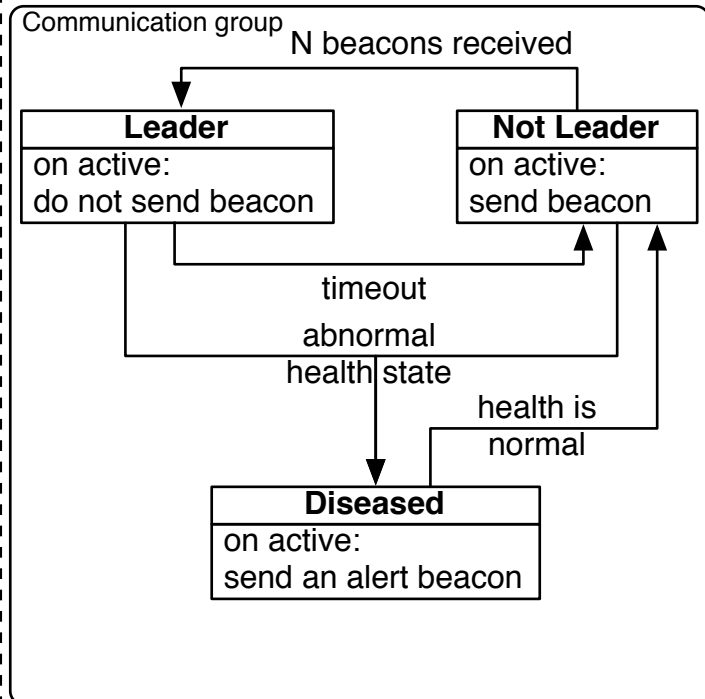 Communication group
N beacons received
Leader
on active:
do not send beacon
Not Leader
on active:
send beacon
timeout
abnormal
health state
health is
normal
Diseased
on active:
send an alert beacon